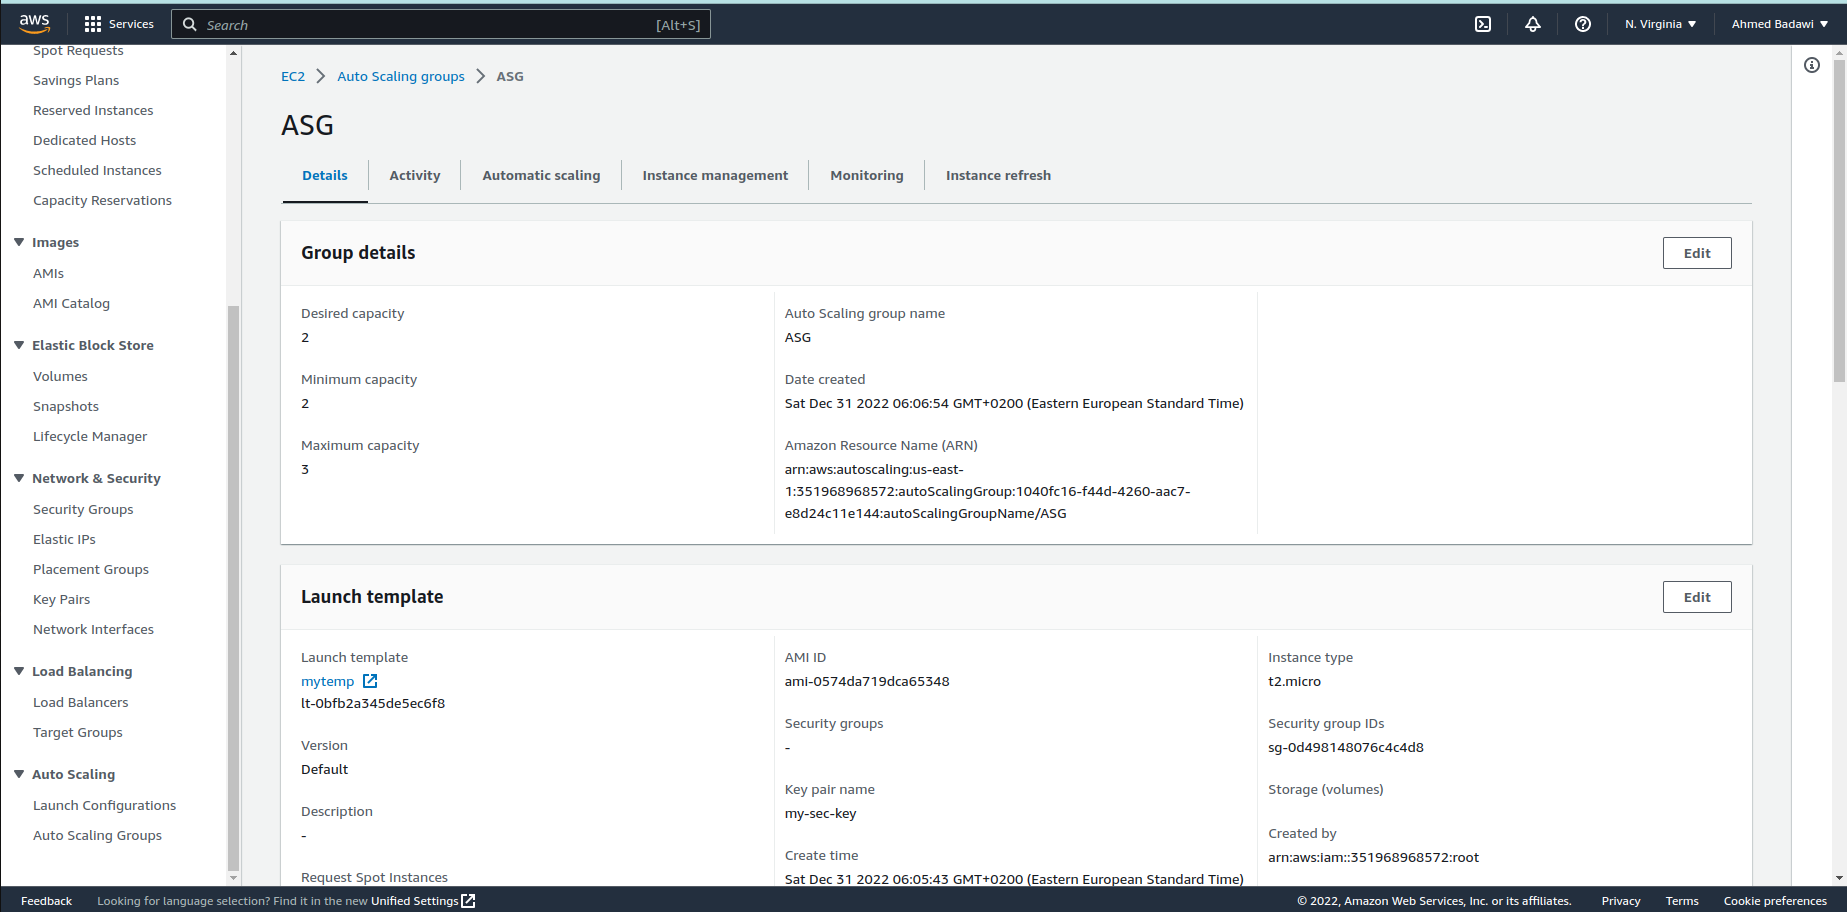 aws
Services
Search
[Alt+S]
N. Virginia
Ahmed Badawi
Spot Requests
Savings Plans
Reserved Instances
Dedicated Hosts
Scheduled Instances
Capacity Reservations
Images
AMIs
AMI Catalog
Elastic Block Store
Volumes
Snapshots
Lifecycle Manager
Network & Security
Security Groups
Elastic IPs
Placement Groups
Key Pairs
Network Interfaces
Load Balancing
Load Balancers
Target Groups
Auto Scaling
Launch Configurations
Auto Scaling Groups
EC2
Auto Scaling groups
ASG
ASG
Details
Activity
Automatic scaling
Instance management
Monitoring
Instance refresh
Group details
Edit
Desired capacity
2
Minimum capacity
2
Maximum capacity
3
Auto Scaling group name
ASG
Date created
Sat Dec 31 2022 06:06:54 GMT+0200 (Eastern European Standard Time)
Amazon Resource Name (ARN)
arn:aws:autoscaling:us-east-
1:351968968572:autoScalingGroup:1040fc16-f44d-4260-aac7-
e8d24c11e144:autoScalingGroupName/ASG
Launch template
Edit
Launch template
mytemp
lt-0bfb2a345de5ec6f8
Version
Default
Description
-
Request Spot Instances
AMI ID
ami-0574da719dca65348
Security groups
-
Key pair name
my-sec-key
Create time
Sat Dec 31 2022 06:05:43 GMT+0200 (Eastern European Standard Time)
Instance type
t2.micro
Security group IDs
sg-0d498148076c4c4d8
Storage (volumes)
Created by
arn:aws:iam::351968968572:root
Feedback
Looking for language selection? Find it in the new Unified Settings
© 2022, Amazon Web Services, Inc. or its affiliates.
Privacy
Terms
Cookie preferences